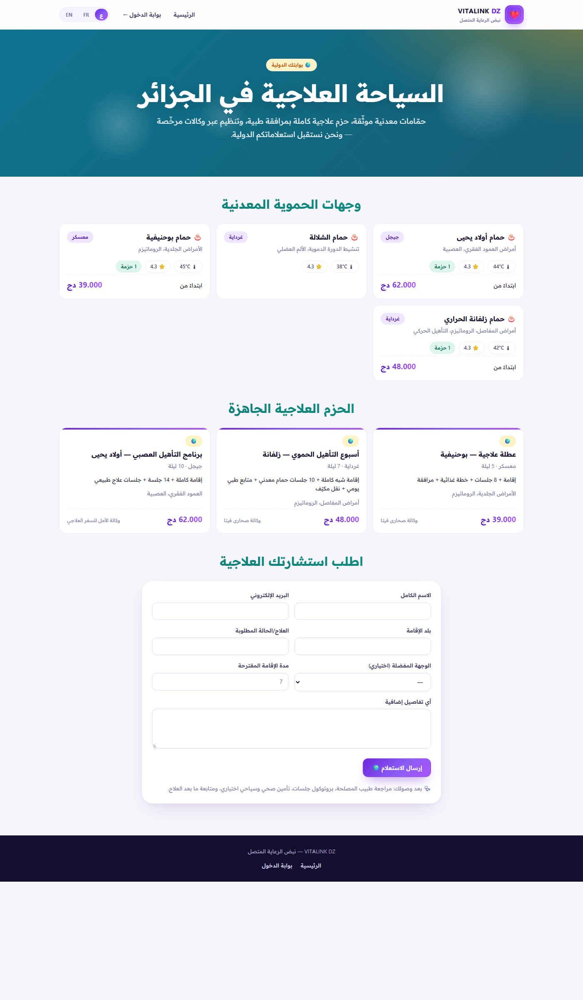 VITALINK DZ
نبض الرعاية المتصل
الرئيسية
بوابة الدخول ←
ع
FR
EN
بوابتك الدولية
السياحة العلاجية في الجزائر
حمّامات معدنية موثّقة، حزم علاجية كاملة بمرافقة طبية، وتنظيم عبر وكالات مرخّصة
— ونحن نستقبل استعلاماتكم الدولية.
وجهات الحموية المعدنية
حمام أولاد يحيى
جيجل
أمراض العمود الفقري، العصبية
44°C
4.3
1 حزمة
ابتداءً من
62.000 دج
حمام الشلالة
غرداية
تنشيط الدورة الدموية، الألم العضلي
38°C
4.3
حمام بوحنيفية
معسكر
الأمراض الجلدية، الروماتيزم
45°C
4.3
1 حزمة
ابتداءً من
39.000 دج
حمام زلفانة الحراري
غرداية
أمراض المفاصل، الروماتيزم، التأهيل الحركي
42°C
4.3
1 حزمة
ابتداءً من
48.000 دج
الحزم العلاجية الجاهزة
عطلة علاجية — بوحنيفية
معسكر · 5 ليلة
إقامة + 8 جلسات + خطة غذائية + مرافقة
الأمراض الجلدية، الروماتيزم
39.000 دج
وكالة صحارى فيتا
أسبوع التأهيل الحموي — زلفانة
غرداية · 7 ليلة
إقامة شبه كاملة + 10 جلسات حمام معدني + متابع طبي
يومي + نقل مكيّف
أمراض المفاصل، الروماتيزم
48.000 دج
وكالة صحارى فيتا
برنامج التأهيل العصبي — أولاد يحيى
جيجل · 10 ليلة
إقامة كاملة + 14 جلسة + جلسات علاج طبيعي
العمود الفقري، العصبية
62.000 دج
وكالة الأمل للسفر العلاجي
اطلب استشارتك العلاجية
الاسم الكامل
البريد الإلكتروني
بلد الإقامة
العلاج/الحالة المطلوبة
الوجهة المفضلة (اختياري)
مدة الإقامة المقترحة
—
7
أي تفاصيل إضافية
إرسال الاستعلام
بعد وصولك: مراجعة طبيب المصلحة، بروتوكول جلسات، تأمين صحي وسياحي اختياري، ومتابعة ما بعد العلاج.
VITALINK DZ — نبض الرعاية المتصل
الرئيسية
بوابة الدخول